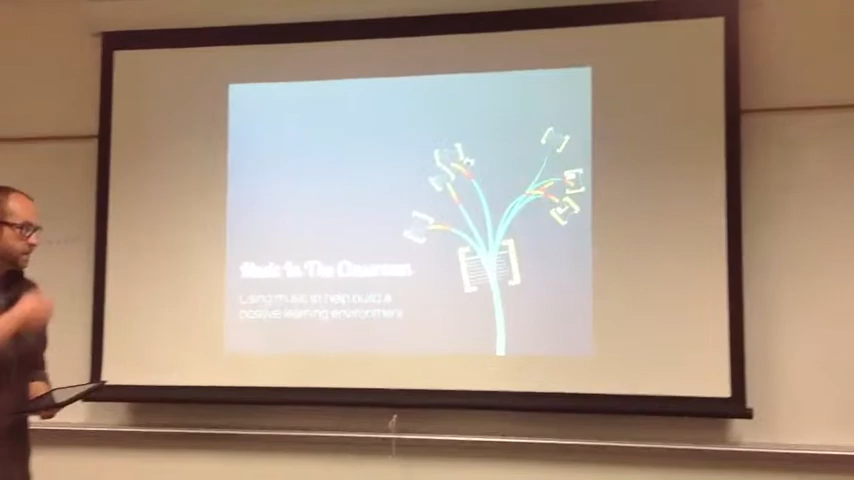 Music In The Classroom
Using music to help build a
positive learning environment.